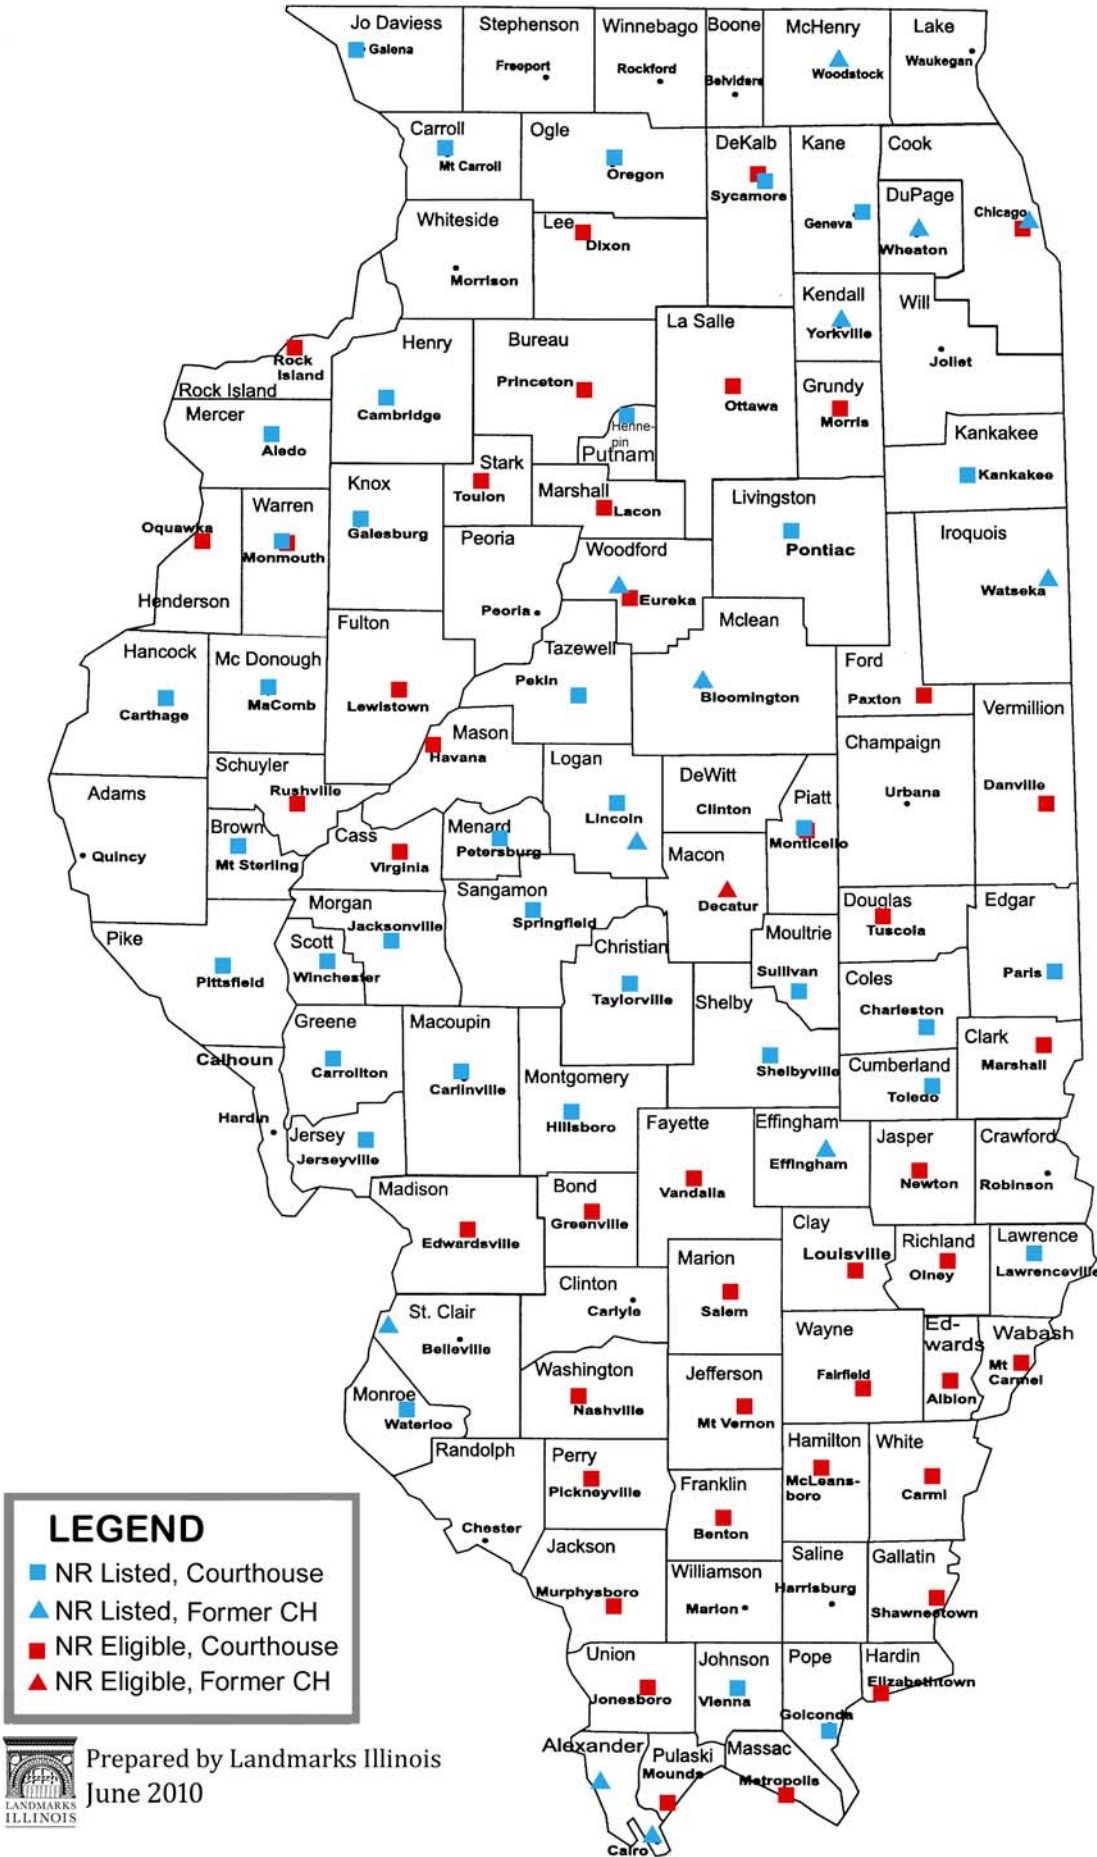 Jo Daviess
Galena
Stephenson
Freeport
Winnebago
Rockford
Boone
Belvidere
McHenry
Woodstock
Lake
Waukegan
Carroll
Mt Carroll
Ogle
Oregon
DeKalb
Sycamore
Kane
Geneva
Cook
Chicago
DuPage
Wheaton
Whiteside
Morrison
Lee
Dixon
Kendall
Yorkville
Will
Joliet
Rock
Island
Rock Island
Henry
Cambridge
Bureau
Princeton
La Salle
Ottawa
Grundy
Morris
Mercer
Aledo
Henne-
pin
Putnam
Kankakee
Kankakee
Stark
Toulon
Marshall
Lacon
Knox
Galesburg
Warren
Monmouth
Oquawka
Henderson
Peoria
Peoria
Woodford
Eureka
Livingston
Pontiac
Iroquois
Watseka
Hancock
Carthage
Mc Donough
MaComb
Fulton
Lewistown
Tazewell
Pekin
Mclean
Bloomington
Ford
Paxton
Vermillion
Danville
Mason
Havana
Logan
Lincoln
DeWitt
Clinton
Piatt
Monticello
Champaign
Urbana
Adams
Quincy
Schuyler
Rushville
Brown
Mt Sterling
Cass
Virginia
Menard
Petersburg
Macon
Decatur
Sangamon
Springfield
Morgan
Jacksonville
Scott
Winchester
Pike
Pittsfield
Christian
Taylorville
Moultrie
Sullivan
Douglas
Tuscola
Edgar
Paris
Coles
Charleston
Shelby
Shelbyville
Cumberland
Toledo
Clark
Marshall
Calhoun
Hardin
Greene
Carrollton
Macoupin
Carlinville
Montgomery
Hillsboro
Jersey
Jerseyville
Fayette
Vandalia
Effingham
Effingham
Jasper
Newton
Crawford
Robinson
Madison
Edwardsville
Bond
Greenville
Clay
Louisville
Richland
Olney
Lawrence
Lawrenceville
Marion
Salem
Clinton
Carlyle
St. Clair
Belleville
Wayne
Fairfield
Ed-
wards
Albion
Wabash
Mt
Carmel
Washington
Nashville
Jefferson
Mt Vernon
Monroe
Waterloo
Randolph
Chester
Perry
Pickneyville
Hamilton
McLeans-
boro
White
Carmi
Franklin
Benton
Jackson
Murphysboro
Williamson
Marion
Saline
Harrisburg
Gallatin
Shawneetown
Union
Jonesboro
Johnson
Vienna
Pope
Golconda
Hardin
Elizabethtown
Alexander
Cairo
Pulaski
Mounds
Massac
Metropolis
LEGEND
NR Listed, Courthouse
NR Listed, Former CH
NR Eligible, Courthouse
NR Eligible, Former CH
LANDMARKS
ILLINOIS
Prepared by Landmarks Illinois
June 2010